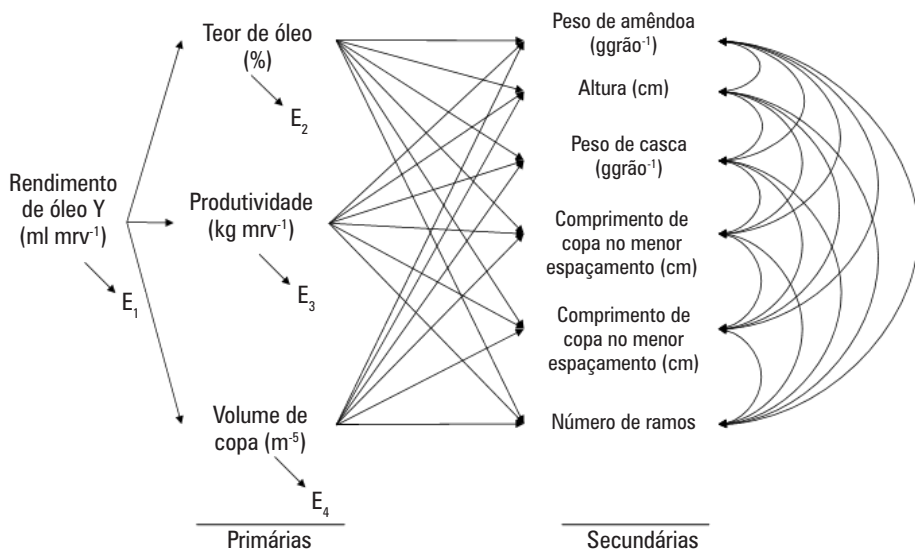 Rendimento
de óleo Y
(ml mrv⁻¹)
E₁
Teor de óleo
(%)
E₂
Produtividade
(kg mrv⁻¹)
E₃
Volume de
copa (m⁻⁵)
E₄
Primárias
Peso de amêndoa
(ggrão⁻¹)
Altura (cm)
Peso de casca
(ggrão⁻¹)
Comprimento de
copa no menor
espaçamento (cm)
Comprimento de
copa no menor
espaçamento (cm)
Número de ramos
Secundárias